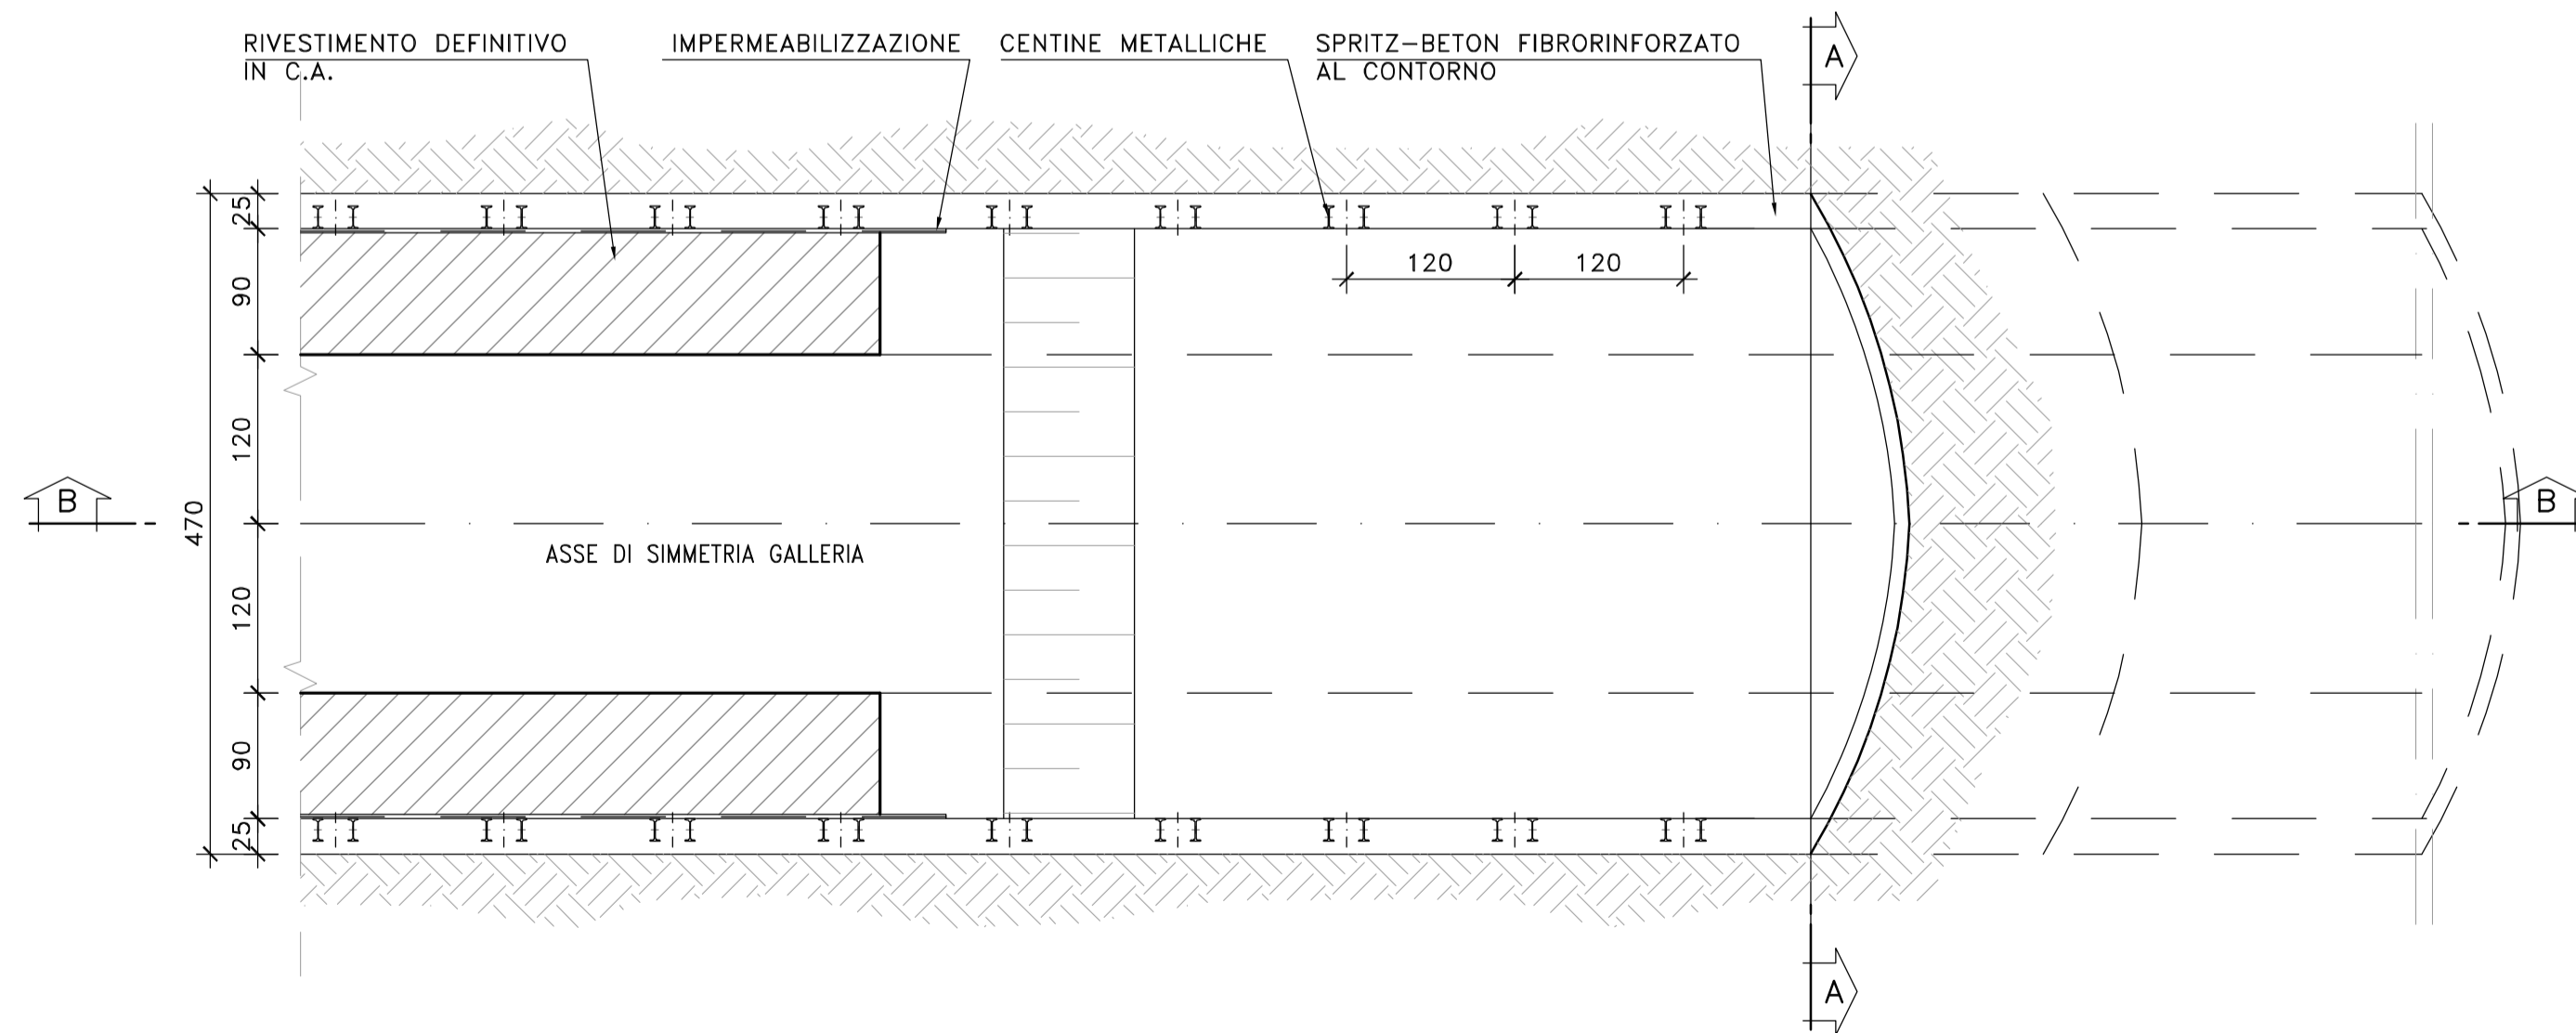 RIVESTIMENTO DEFINITIVO
IN C.A.
IMPERMEABILIZZAZIONE
CENTINE METALLICHE
SPRITZ-BETON FIBRORINFORZATO
AL CONTORNO
A
25
90
120
120
120
470
120
90
25
B
B
ASSE DI SIMMETRIA GALLERIA
A